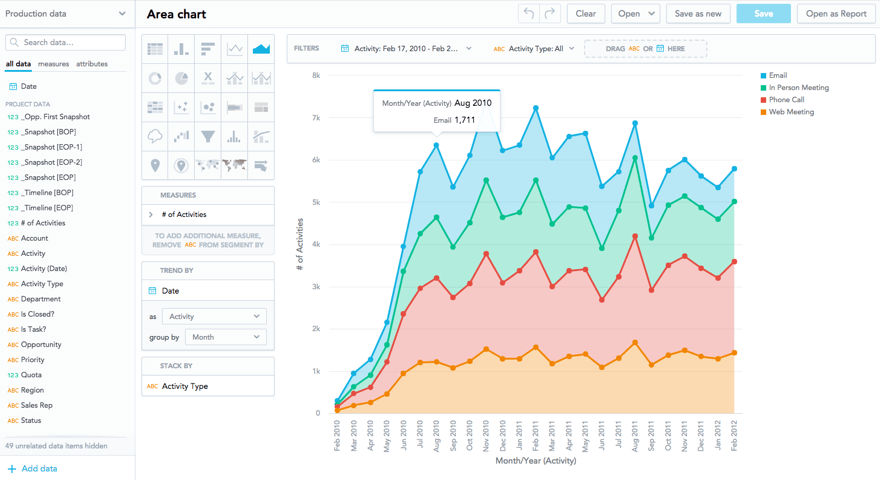 Production data
Area chart
Clear
Open
Save as new
Save
Open as Report
Search data...
all data measures attributes
Date
PROJECT DATA
123 _Opp. First Snapshot
123 _Snapshot [BOP]
123 _Snapshot [EOP-1]
123 _Snapshot [EOP-2]
123 _Snapshot [EOP]
123 _Timeline [BOP]
123 _Timeline [EOP]
123 # of Activities
ABC Account
ABC Activity
123 Activity (Date)
ABC Activity Type
ABC Department
ABC Is Closed?
ABC Is Task?
ABC Opportunity
ABC Priority
123 Quota
ABC Region
ABC Sales Rep
ABC Status
49 unrelated data items hidden
+ Add data
X
MEASURES
# of Activities
TO ADD ADDITIONAL MEASURE,
REMOVE ABC FROM SEGMENT BY
TREND BY
Date
as Activity
group by Month
STACK BY
ABC Activity Type
FILTERS
Activity: Feb 17, 2010 - Feb 2...
ABC Activity Type: All
DRAG ABC OR HERE
Month/Year (Activity) Aug 2010
Email 1,711
# of Activities
8k
7k
6k
5k
4k
3k
2k
1k
0
Feb 2010
Mar 2010
Apr 2010
May 2010
Jun 2010
Jul 2010
Aug 2010
Sep 2010
Oct 2010
Nov 2010
Dec 2010
Jan 2011
Feb 2011
Mar 2011
Apr 2011
May 2011
Jun 2011
Jul 2011
Aug 2011
Sep 2011
Oct 2011
Nov 2011
Dec 2011
Jan 2012
Feb 2012
Month/Year (Activity)
Email
In Person Meeting
Phone Call
Web Meeting